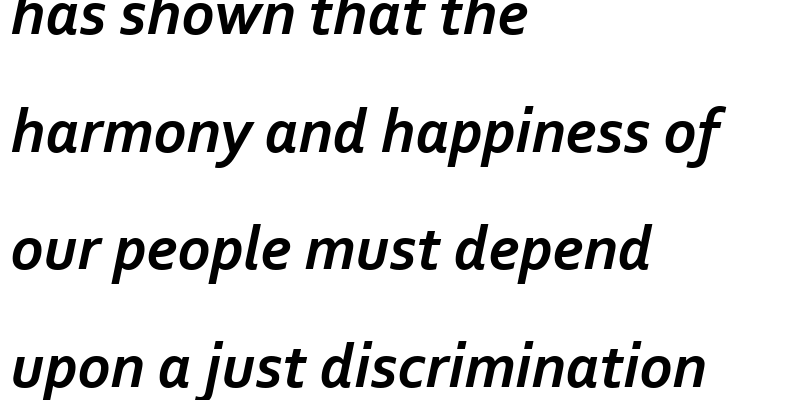 has shown that the
harmony and happiness of
our people must depend
upon a just discrimination